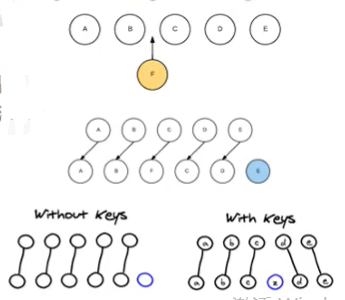 A B C D E
F
A B C D E
A B F C D E
Without Keys With Keys
a b c d e
a b c z d e